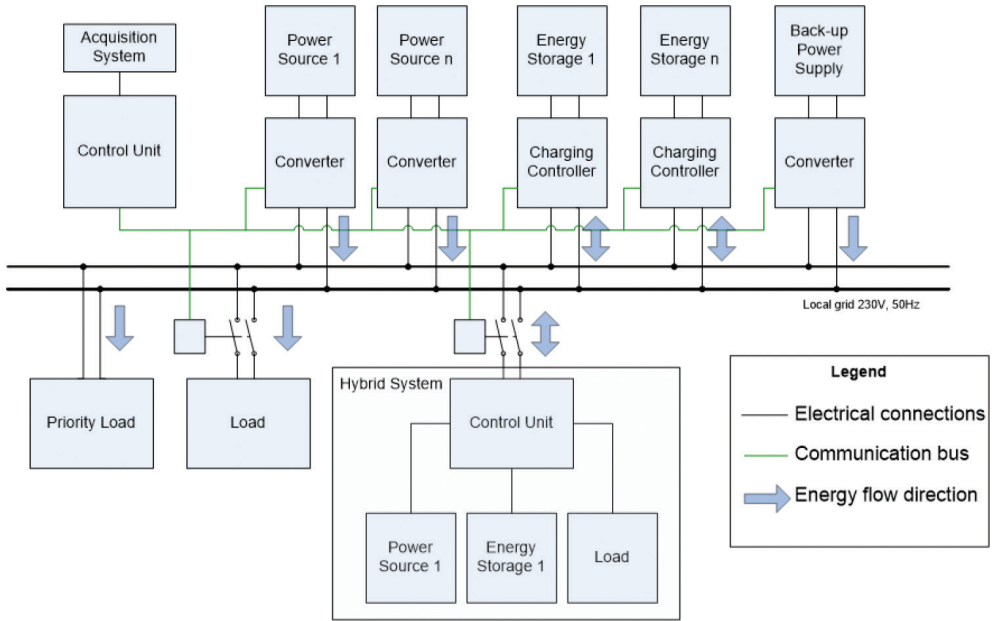 Acquisition
System
Control Unit
Power
Source 1
Power
Source n
Energy
Storage 1
Energy
Storage n
Back-up
Power
Supply
Converter
Converter
Charging
Controller
Charging
Controller
Converter
Local grid 230V, 50Hz
Priority Load
Load
Hybrid System
Control Unit
Power
Source 1
Energy
Storage 1
Load
Legend
Electrical connections
Communication bus
Energy flow direction